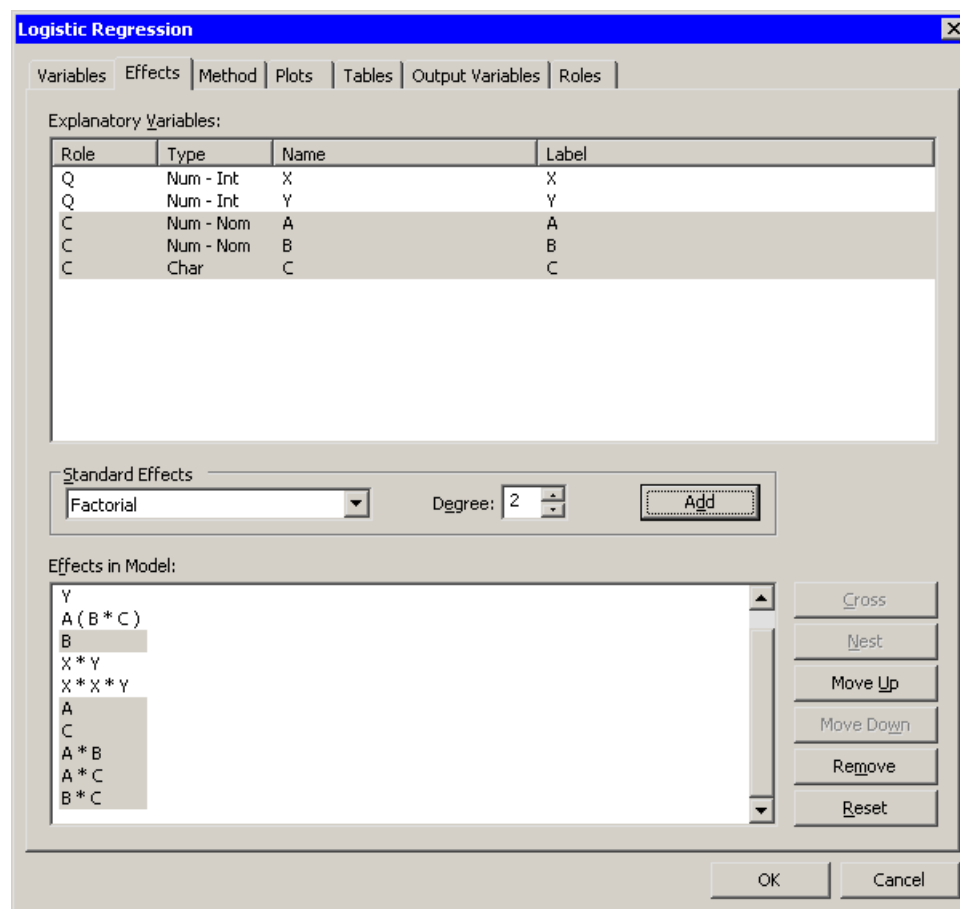 Logistic Regression
Variables Effects Method Plots Tables Output Variables Roles
Explanatory Variables:
Role Type Name Label
Q Num - Int X X
Q Num - Int Y Y
C Num - Nom A A
C Num - Nom B B
C Char C C
Standard Effects
Factorial Degree: 2 Add
Effects in Model:
Y
A ( B * C )
B
X * Y
X * X * Y
A
C
A * B
A * C
B * C
Cross
Nest
Move Up
Move Down
Remove
Reset
OK Cancel